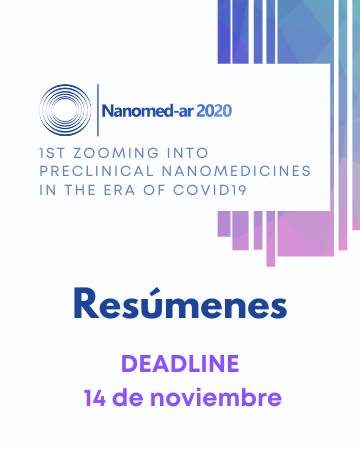 Nanomed-ar 2020
1ST ZOOMING INTO
PRECLINICAL NANOMEDICINES
IN THE ERA OF COVID19
Resúmenes
DEADLINE
14 de noviembre